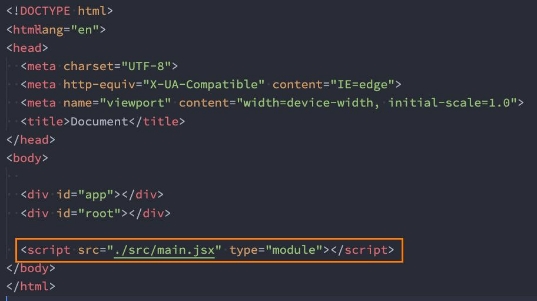 <!DOCTYPE html>
<html lang="en">
<head>
<meta charset="UTF-8">
<meta http-equiv="X-UA-Compatible" content="IE=edge">
<meta name="viewport" content="width=device-width, initial-scale=1.0">
<title>Document</title>
</head>
<body>
<div id="app"></div>
<div id="root"></div>
<script src="./src/main.jsx" type="module"></script>
</body>
</html>